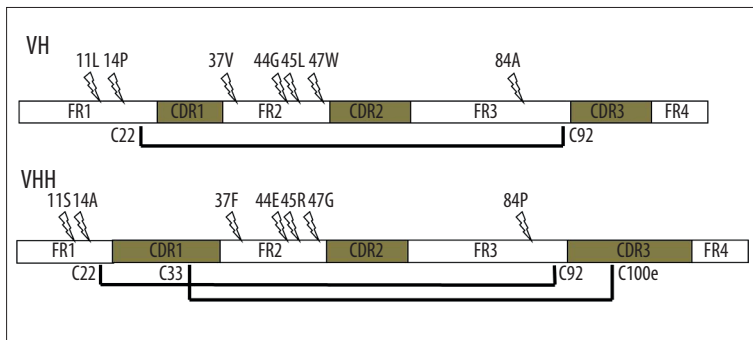 VH
11L 14P 37V 44G 45L 47W 84A
FR1 CDR1 FR2 CDR2 FR3 CDR3 FR4
C22 C92
VHH
11S 14A 37F 44E 45R 47G 84P
FR1 CDR1 FR2 CDR2 FR3 CDR3 FR4
C22 C33 C92 C100e